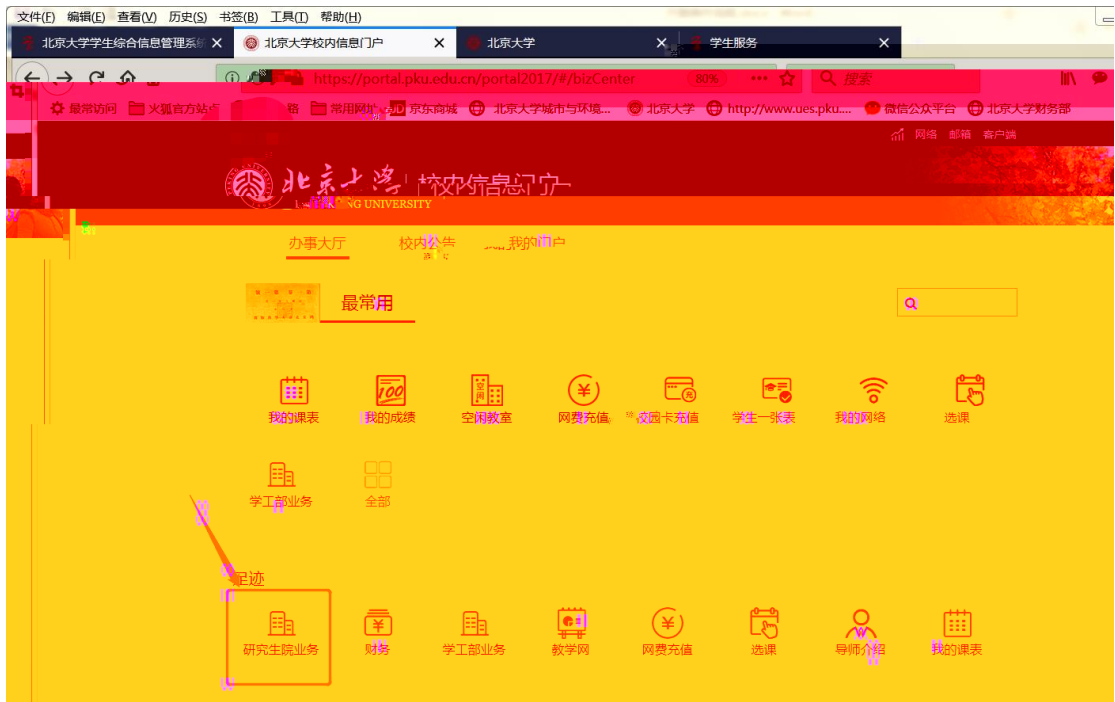 文件(F) 编辑(E) 查看(V) 历史(S) 书签(B) 工具(T) 帮助(H)
北京大学学生综合信息管理系统 北京大学校内信息门户 北京大学 学生服务
https://portal.pku.edu.cn/portal2017/#/bizCenter 80% 搜索
最常访问 火狐官方站点 常用网址 JD 京东商城 北京大学城市与环境... 北京大学 http://www.ues.pku.... 微信公众平台 北京大学财务部
网络 邮箱 客户端
北京大学 校内信息门户
NG UNIVERSITY
办事大厅 校内公告 我的门户
最常用
我的课表 我的成绩 空闲教室 网费充值 校园卡充值 学生一张表 我的网络 选课
学工部业务 全部
足迹
研究生院业务 财务 学工部业务 教学网 网费充值 选课 导师介绍 我的课表